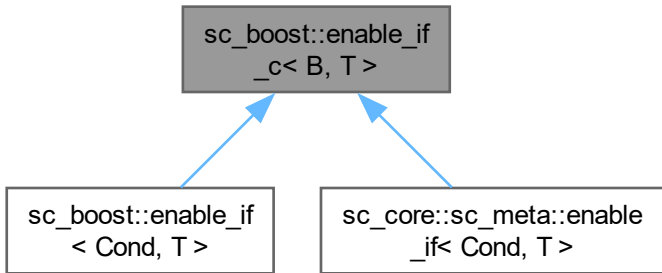 sc_boost::enable_if
_c< B, T >
sc_boost::enable_if
< Cond, T >
sc_core::sc_meta::enable
_if< Cond, T >